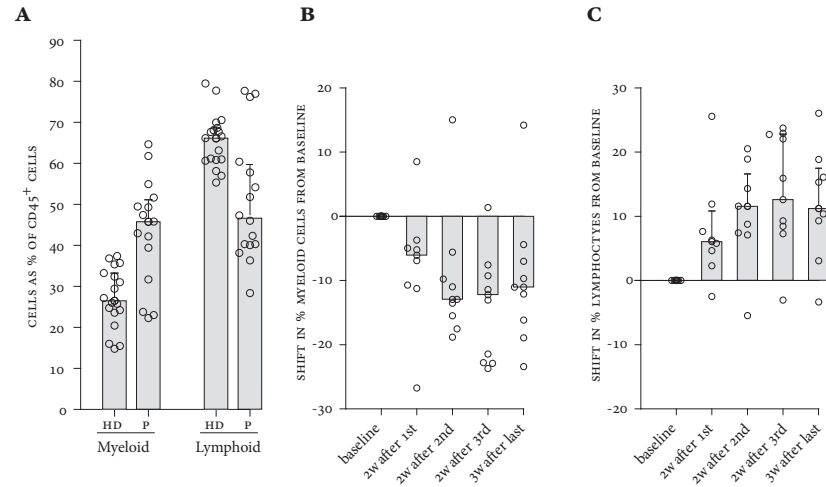 A
CELLS AS % OF CD45+ CELLS
90
80
70
60
50
40
30
20
10
0
HD P HD P
Myeloid Lymphoid
B
SHIFT IN % MYELOID CELLS FROM BASELINE
20
10
0
-10
-20
-30
baseline
2w after 1st
2w after 2nd
2w after 3rd
3w after last
C
SHIFT IN % LYMPHOCTYES FROM BASELINE
30
20
10
0
-10
-20
baseline
2w after 1st
2w after 2nd
2w after 3rd
3w after last